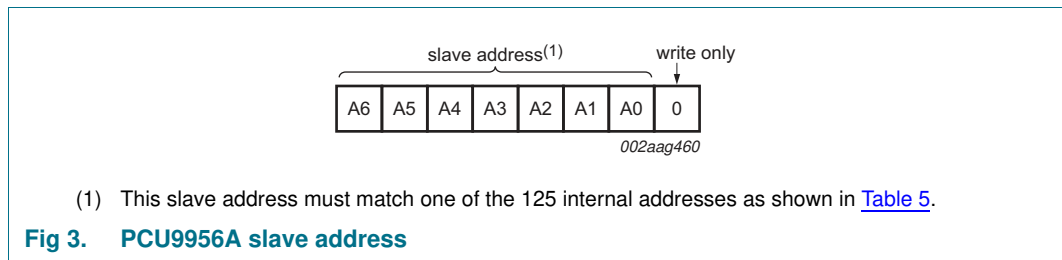 slave address(1) write only
A6 A5 A4 A3 A2 A1 A0 0
002aag460
(1) This slave address must match one of the 125 internal addresses as shown in Table 5.
Fig 3. PCU9956A slave address